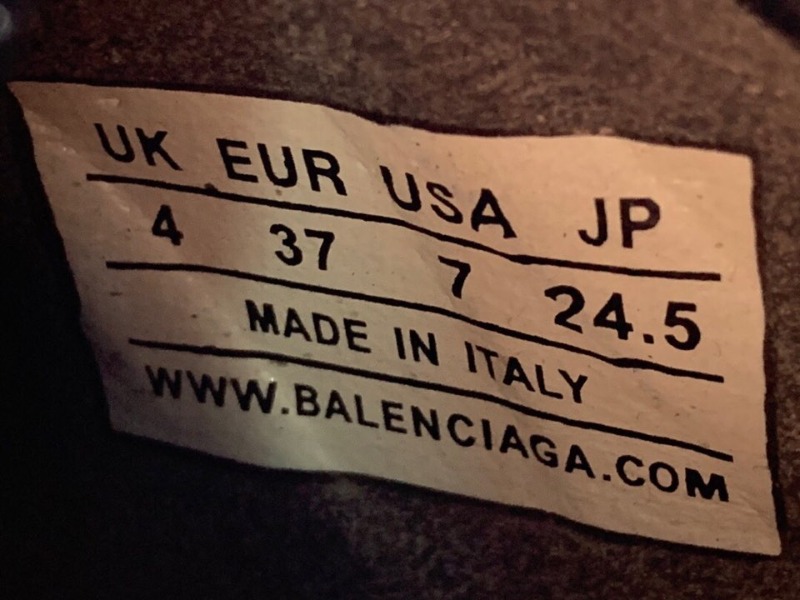 UK EUR USA JP
4 37 7 24.5
MADE IN ITALY
WWW.BALENCIAGA.COM